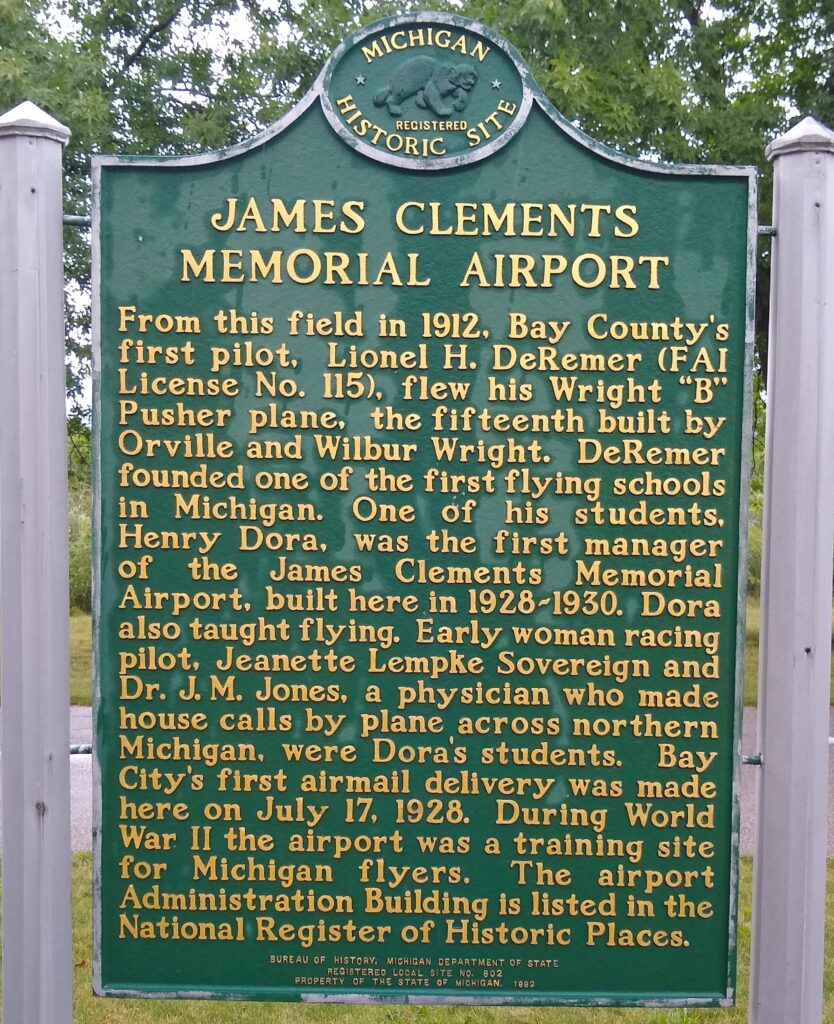 MICHIGAN
REGISTERED
HISTORIC SITE
JAMES CLEMENTS
MEMORIAL AIRPORT
From this field in 1912, Bay County's
first pilot, Lionel H. DeRemer (FAI
License No. 115), flew his Wright "B"
Pusher plane, the fifteenth built by
Orville and Wilbur Wright. DeRemer
founded one of the first flying schools
in Michigan. One of his students,
Henry Dora, was the first manager
of the James Clements Memorial
Airport, built here in 1928-1930. Dora
also taught flying. Early woman racing
pilot, Jeanette Lempke Sovereign and
Dr. J. M. Jones, a physician who made
house calls by plane across northern
Michigan, were Dora's students. Bay
City's first airmail delivery was made
here on July 17, 1928. During World
War II the airport was a training site
for Michigan flyers. The airport
Administration Building is listed in the
National Register of Historic Places.
BUREAU OF HISTORY, MICHIGAN DEPARTMENT OF STATE
REGISTERED LOCAL SITE NO. 802
PROPERTY OF THE STATE OF MICHIGAN, 1992